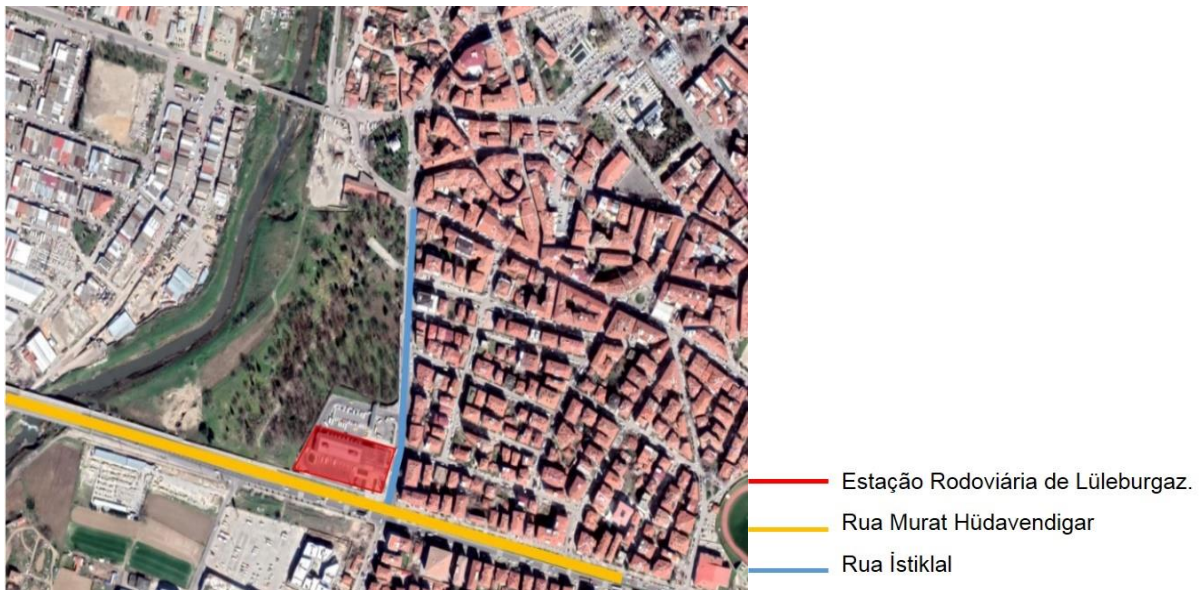 Estação Rodoviária de Lüleburgaz.
Rua Murat Hüdavendigar
Rua İstiklal